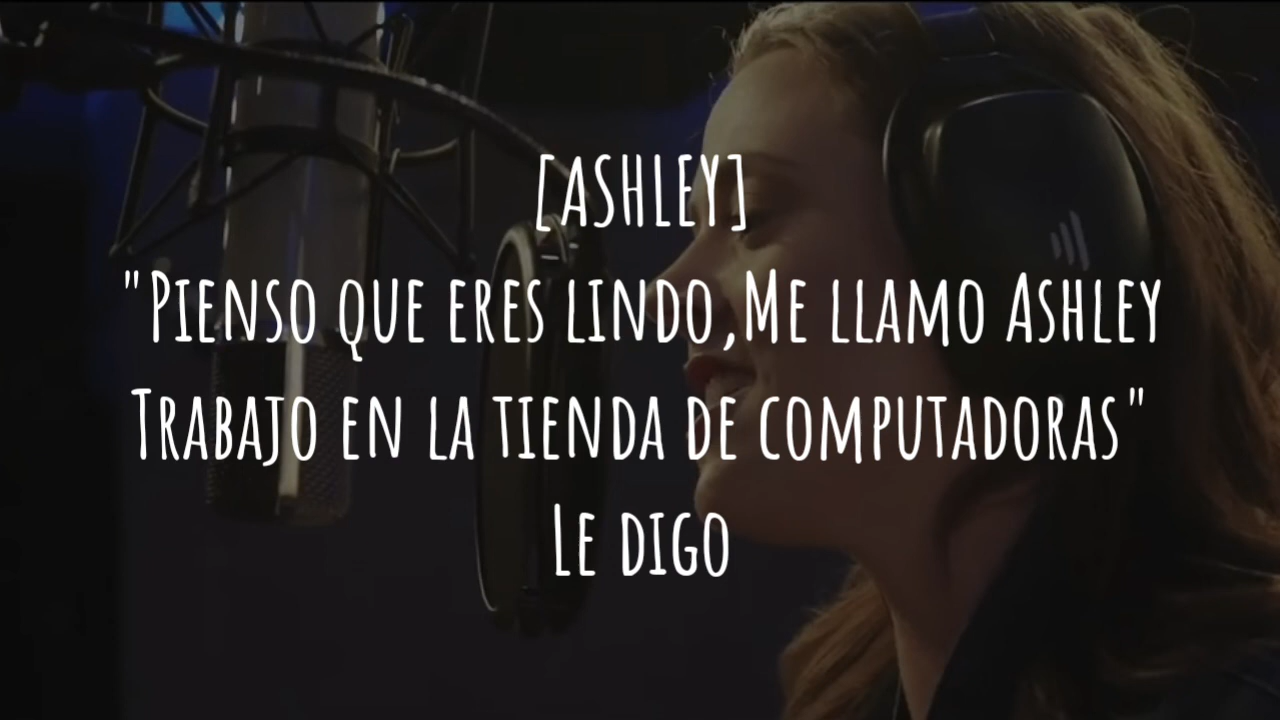 [ASHLEY]
"Pienso que eres lindo,Me llamo Ashley
Trabajo en la tienda de computadoras"
Le digo